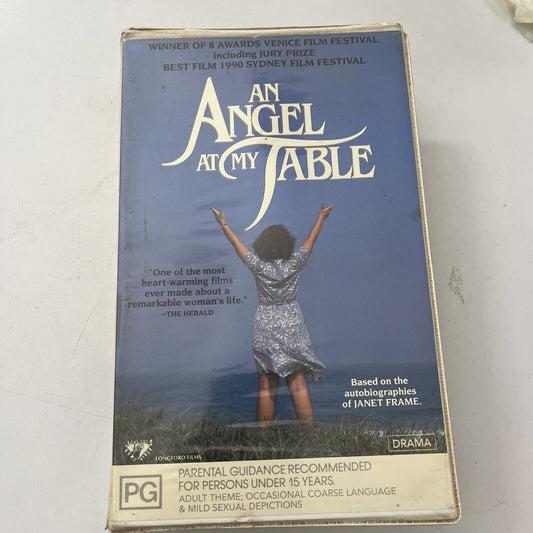 WINNER OF 8 AWARDS VENICE FILM FESTIVAL
including JURY PRIZE
BEST FILM 1990 SYDNEY FILM FESTIVAL
AN
ANGEL
AT MY TABLE
"One of the most
heart-warming films
ever made about a
remarkable woman's life."
–THE HERALD
Based on the
autobiographies
of JANET FRAME.
LONGFORD FILMS
DRAMA
PG
PARENTAL GUIDANCE RECOMMENDED
FOR PERSONS UNDER 15 YEARS.
ADULT THEME; OCCASIONAL COARSE LANGUAGE
& MILD SEXUAL DEPICTIONS